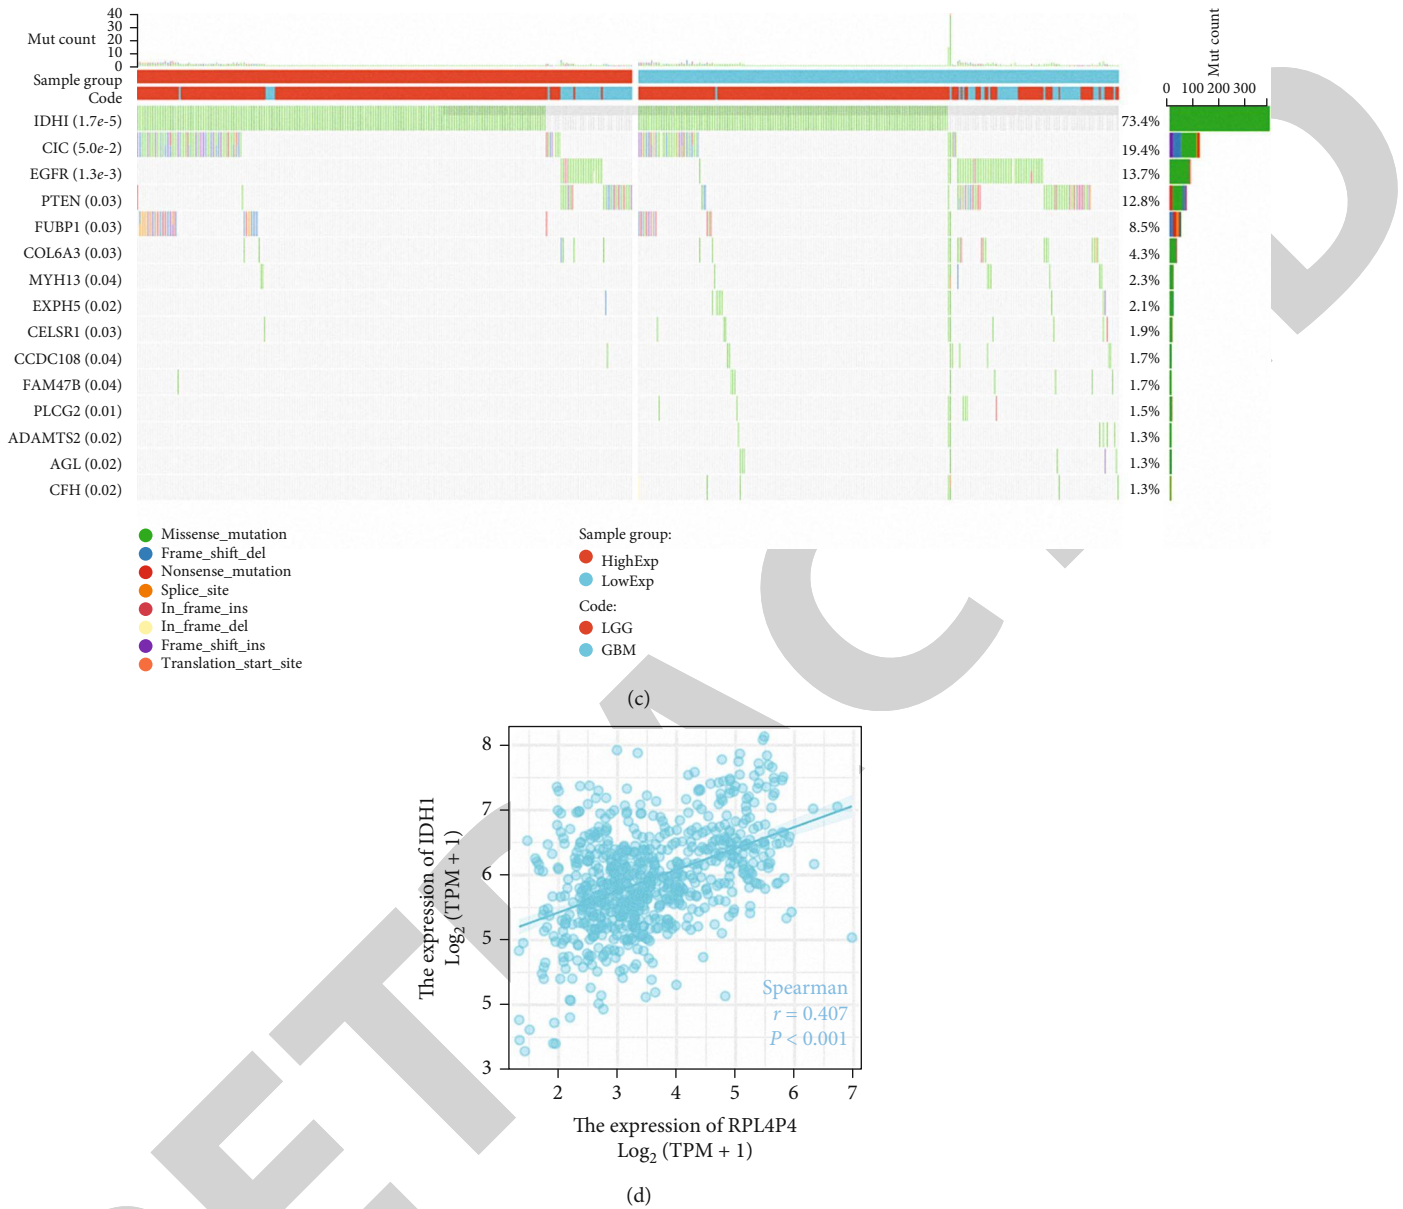 Mut count
40
30
20
10
0
Sample group
Code
Mut count
0 100 200 300
IDHI (1.7e-5) 73.4%
CIC (5.0e-2) 19.4%
EGFR (1.3e-3) 13.7%
PTEN (0.03) 12.8%
FUBP1 (0.03) 8.5%
COL6A3 (0.03) 4.3%
MYH13 (0.04) 2.3%
EXPH5 (0.02) 2.1%
CELSR1 (0.03) 1.9%
CCDC108 (0.04) 1.7%
FAM47B (0.04) 1.7%
PLCG2 (0.01) 1.5%
ADAMTS2 (0.02) 1.3%
AGL (0.02) 1.3%
CFH (0.02) 1.3%
Missense_mutation
Frame_shift_del
Nonsense_mutation
Splice_site
In_frame_ins
In_frame_del
Frame_shift_ins
Translation_start_site
Sample group:
HighExp
LowExp
Code:
LGG
GBM
(c)
The expression of IDH1
Log2 (TPM + 1)
8
7
6
5
5
3
Spearman
r = 0.407
P < 0.001
2 3 4 5 6 7
The expression of RPL4P4
Log2 (TPM + 1)
(d)